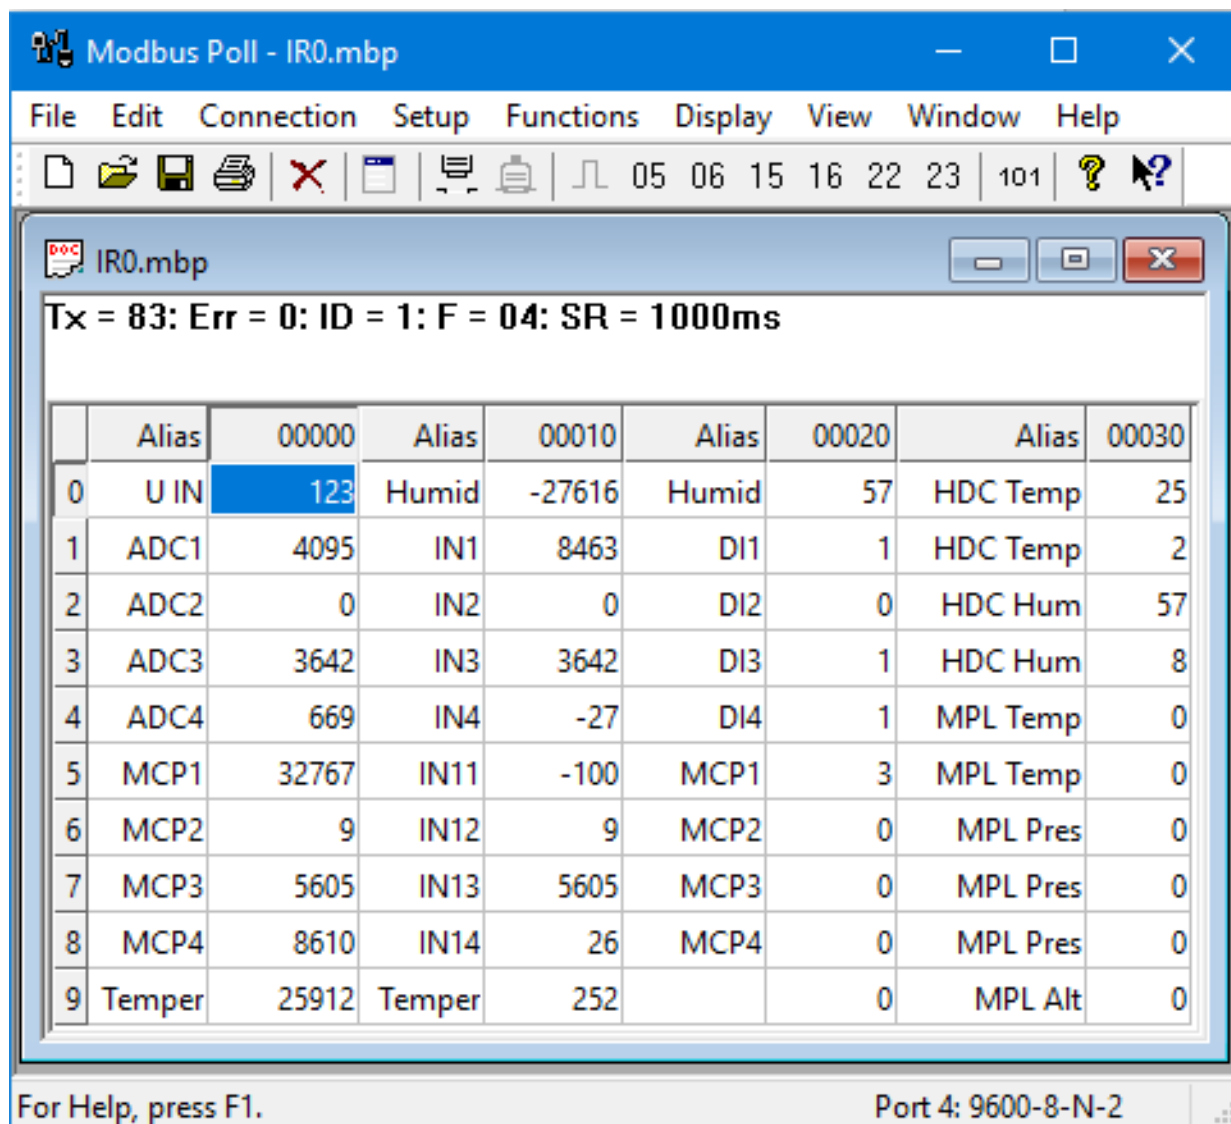 Modbus Poll - IR0.mbp
File Edit Connection Setup Functions Display View Window Help
05 06 15 16 22 23 101
DOC IR0.mbp
Tx = 83: Err = 0: ID = 1: F = 04: SR = 1000ms
Alias 00000 Alias 00010 Alias 00020 Alias 00030
0 U IN 123 Humid -27616 Humid 57 HDC Temp 25
1 ADC1 4095 IN1 8463 DI1 1 HDC Temp 2
2 ADC2 0 IN2 0 DI2 0 HDC Hum 57
3 ADC3 3642 IN3 3642 DI3 1 HDC Hum 8
4 ADC4 669 IN4 -27 DI4 1 MPL Temp 0
5 MCP1 32767 IN11 -100 MCP1 3 MPL Temp 0
6 MCP2 9 IN12 9 MCP2 0 MPL Pres 0
7 MCP3 5605 IN13 5605 MCP3 0 MPL Pres 0
8 MCP4 8610 IN14 26 MCP4 0 MPL Pres 0
9 Temper 25912 Temper 252 0 MPL Alt 0
For Help, press F1. Port 4: 9600-8-N-2